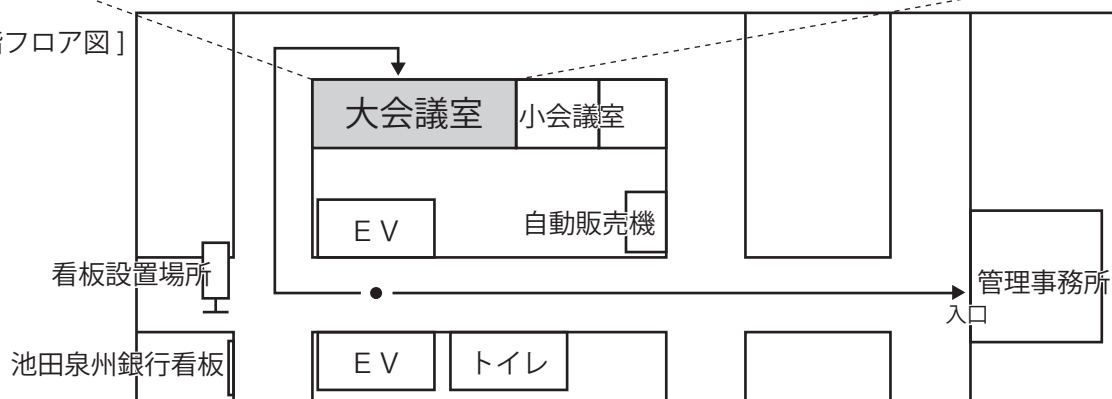 階フロア図］
大会議室
小会議室
ＥＶ
自動販売機
看板設置場所
管理事務所
入口
池田泉州銀行看板
ＥＶ
トイレ